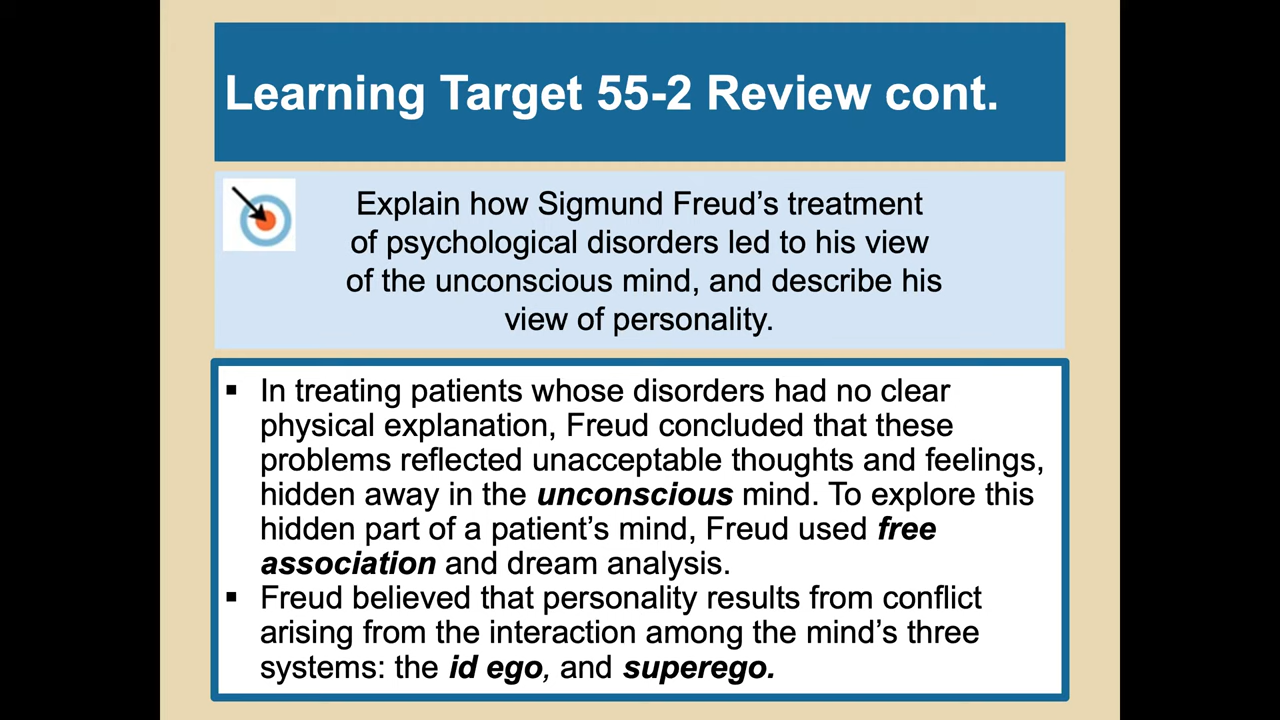 Learning Target 55-2 Review cont.
Explain how Sigmund Freud’s treatment
of psychological disorders led to his view
of the unconscious mind, and describe his
view of personality.
▪ In treating patients whose disorders had no clear
physical explanation, Freud concluded that these
problems reflected unacceptable thoughts and feelings,
hidden away in the unconscious mind. To explore this
hidden part of a patient’s mind, Freud used free
association and dream analysis.
▪ Freud believed that personality results from conflict
arising from the interaction among the mind’s three
systems: the id ego, and superego.